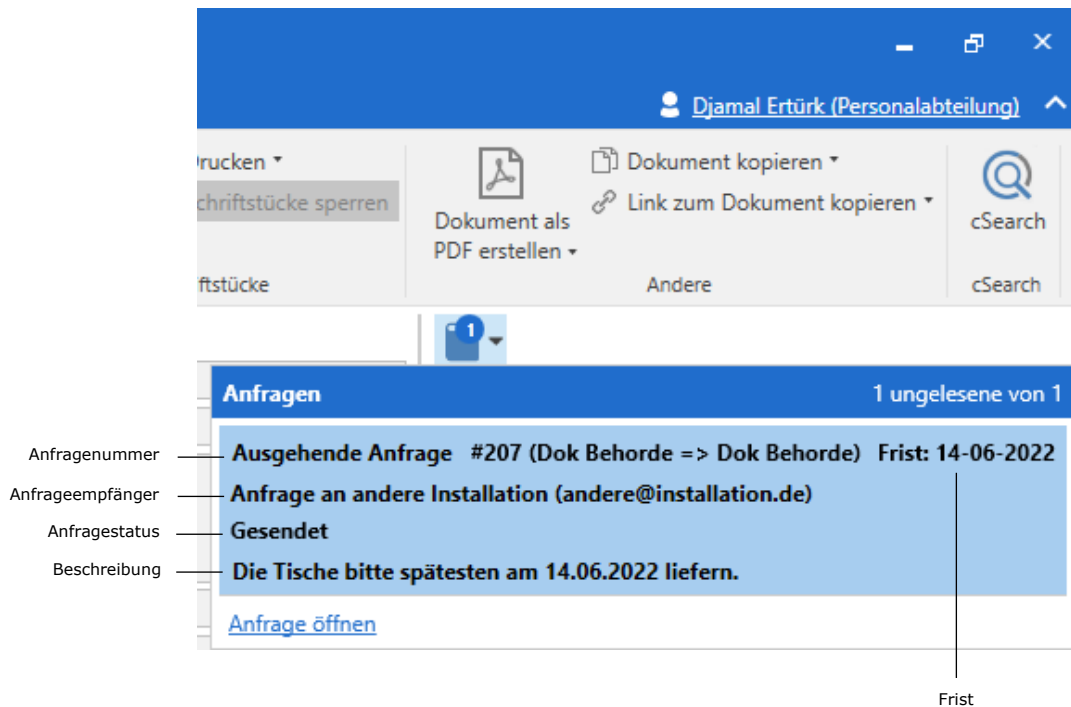 Djamal Ertürk (Personalabteilung)
rucken
Dokument kopieren
chriftstücke sperren
Link zum Dokument kopieren
Dokument als
PDF erstellen
cSearch
ftstücke
Andere
cSearch
1
Anfragen
1 ungelesene von 1
Anfragenummer
Ausgehende Anfrage #207 (Dok Behorde => Dok Behorde) Frist: 14-06-2022
Anfrageempfänger
Anfrage an andere Installation (andere@installation.de)
Anfragestatus
Gesendet
Beschreibung
Die Tische bitte spätesten am 14.06.2022 liefern.
Anfrage öffnen
Frist